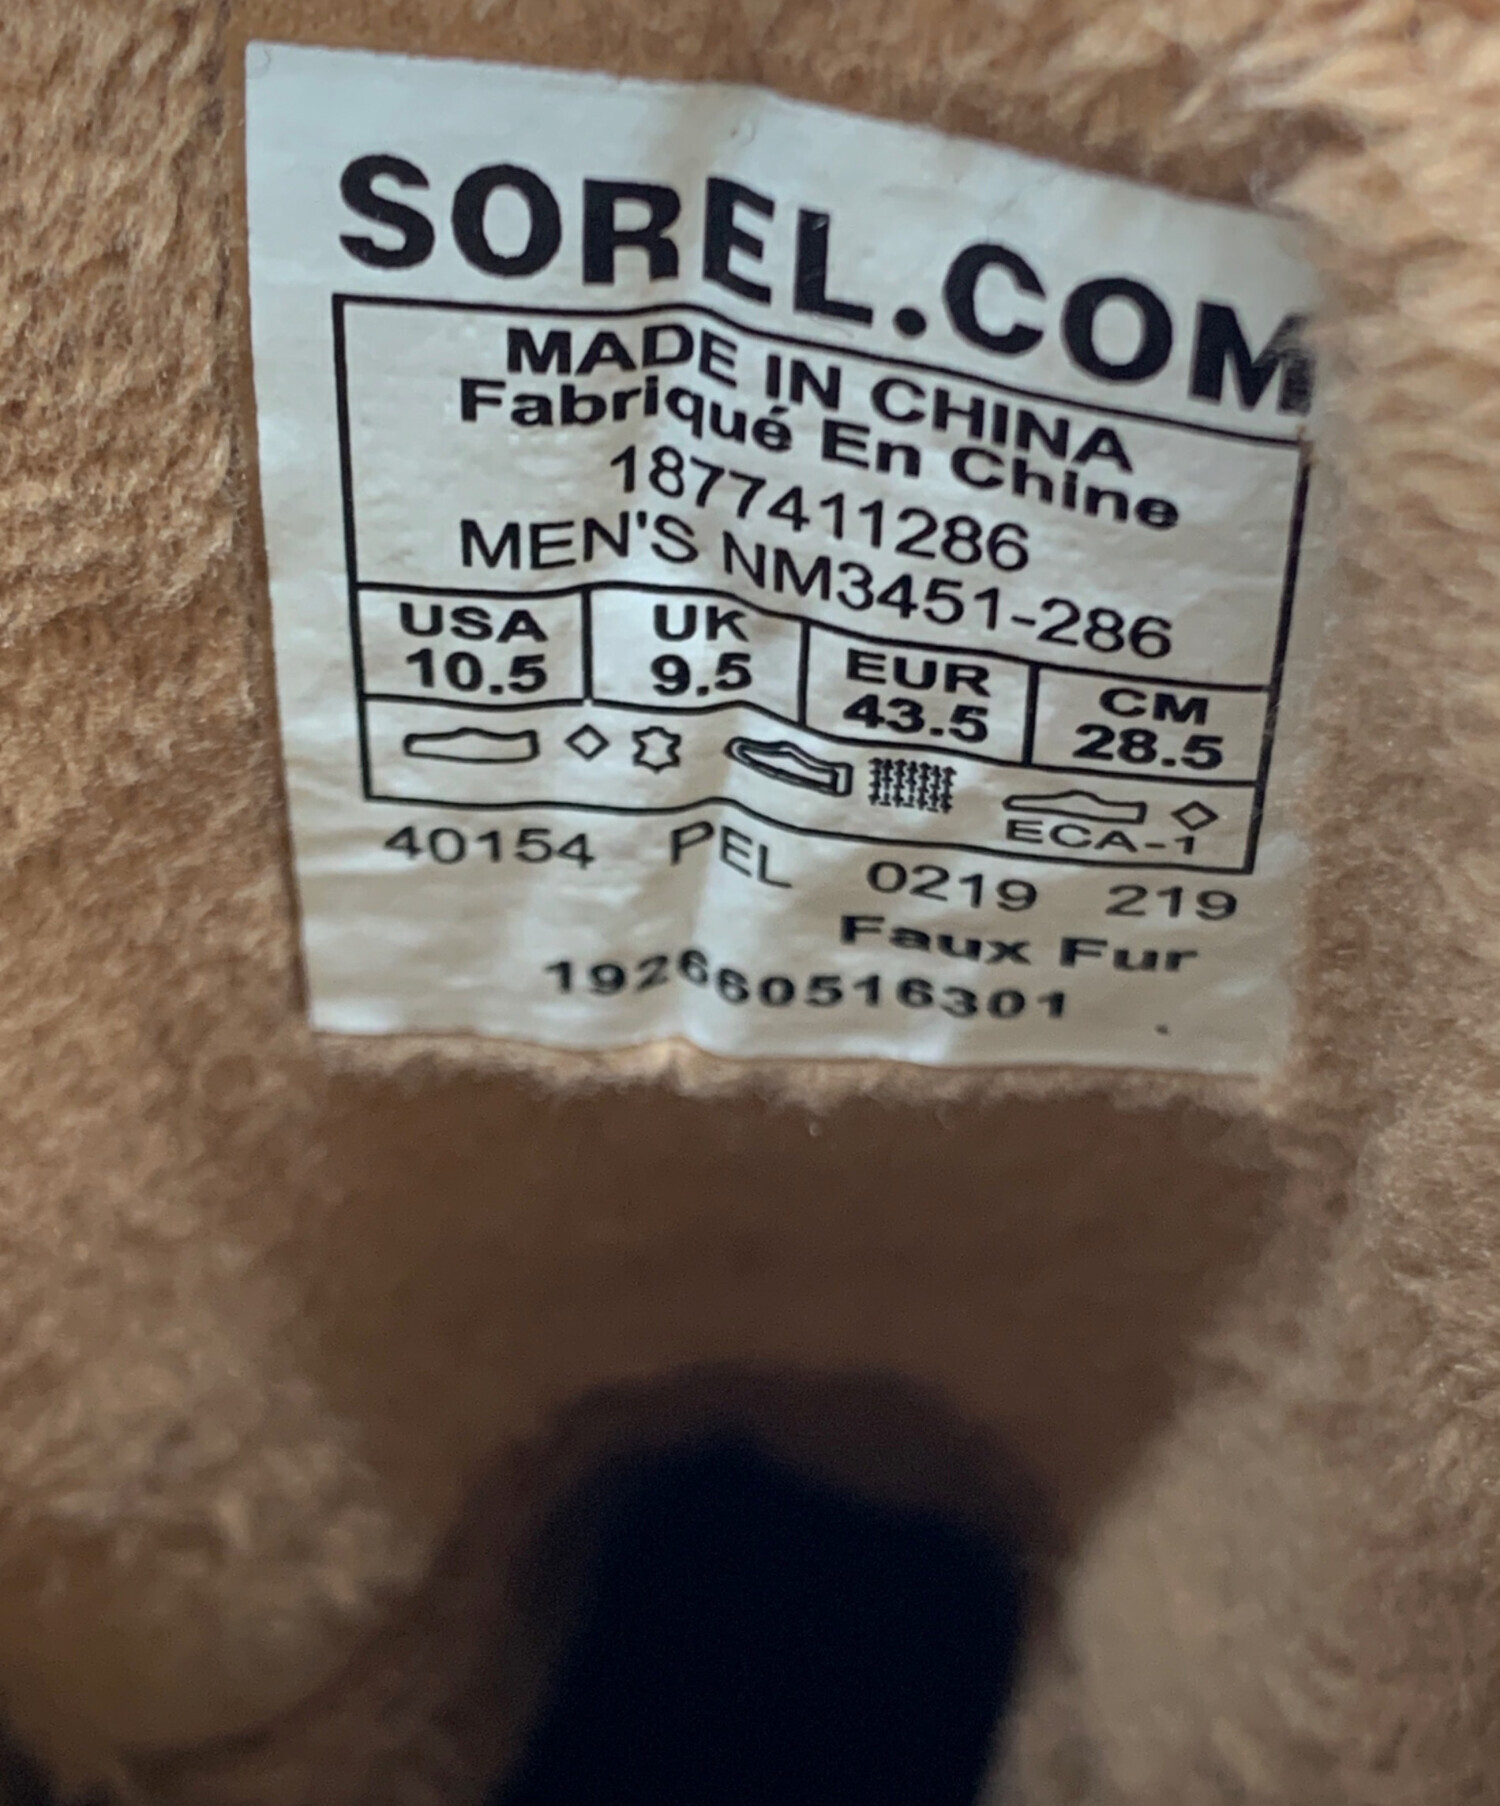 SOREL.COM
MADE IN CHINA
Fabriqué En Chine
1877411286
MEN'S NM3451-286
USA UK EUR CM
10.5 9.5 43.5 28.5
ECA-1
40154 PEL 0219 219
Faux Fur
192660516301